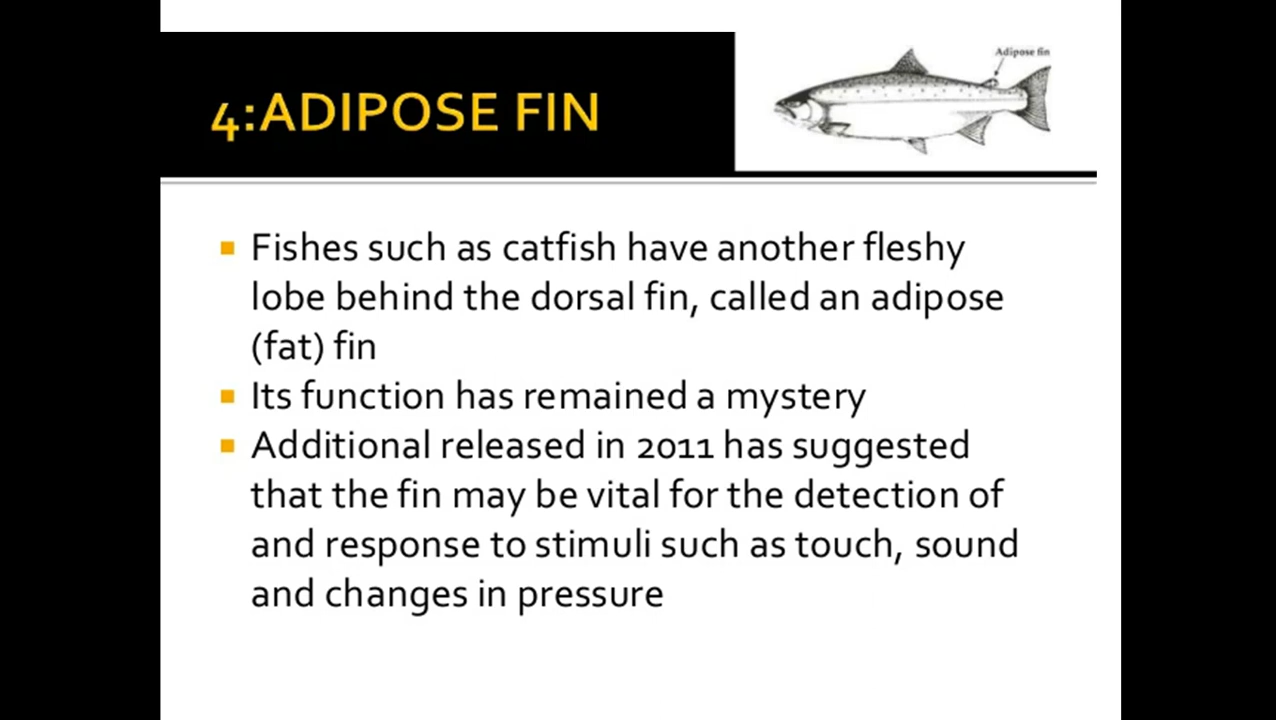 4:ADIPOSE FIN
Adipose fin
Fishes such as catfish have another fleshy
lobe behind the dorsal fin, called an adipose
(fat) fin
Its function has remained a mystery
Additional released in 2011 has suggested
that the fin may be vital for the detection of
and response to stimuli such as touch, sound
and changes in pressure